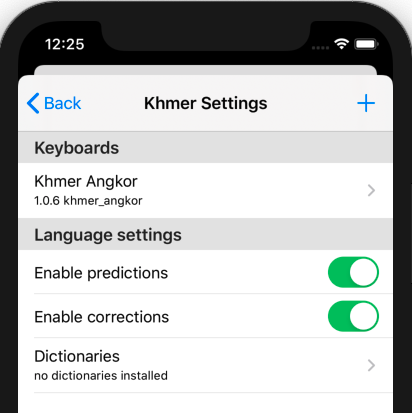 12:25
Back Khmer Settings +
Keyboards
Khmer Angkor
1.0.6 khmer_angkor
Language settings
Enable predictions
Enable corrections
Dictionaries
no dictionaries installed